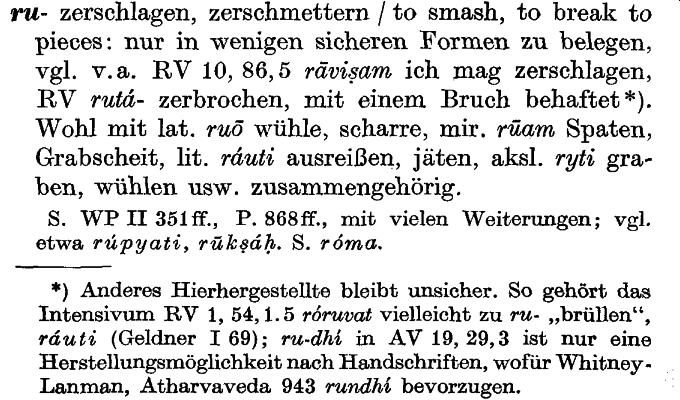 ru- zerschlagen, zerschmettern / to smash, to break to
pieces: nur in wenigen sicheren Formen zu belegen,
vgl. v.a. RV 10, 86,5 rāviṣam ich mag zerschlagen,
RV rutá- zerbrochen, mit einem Bruch behaftet*).
Wohl mit lat. ruō wühle, scharre, mir. rūam Spaten,
Grabscheit, lit. ráuti ausreißen, jäten, aksl. ryti gra-
ben, wühlen usw. zusammengehörig.
S. WP II 351ff., P. 868ff., mit vielen Weiterungen; vgl.
etwa rúpyati, rūkṣáḥ. S. róma.
*) Anderes Hierhergestellte bleibt unsicher. So gehört das
Intensivum RV 1, 54,1.5 róruvat vielleicht zu ru- „brüllen“,
ráuti (Geldner I 69); ru-dhí in AV 19, 29,3 ist nur eine
Herstellungsmöglichkeit nach Handschriften, wofür Whitney-
Lanman, Atharvaveda 943 rundhí bevorzugen.